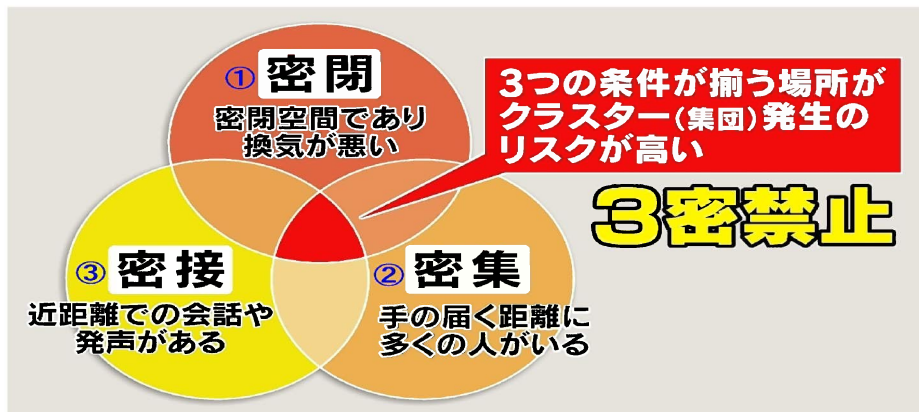 ① 密閉
密閉空間であり
換気が悪い
3つの条件が揃う場所が
クラスター(集団)発生の
リスクが高い
3密禁止
③ 密接
近距離での会話や
発声がある
② 密集
手の届く距離に
多くの人がいる